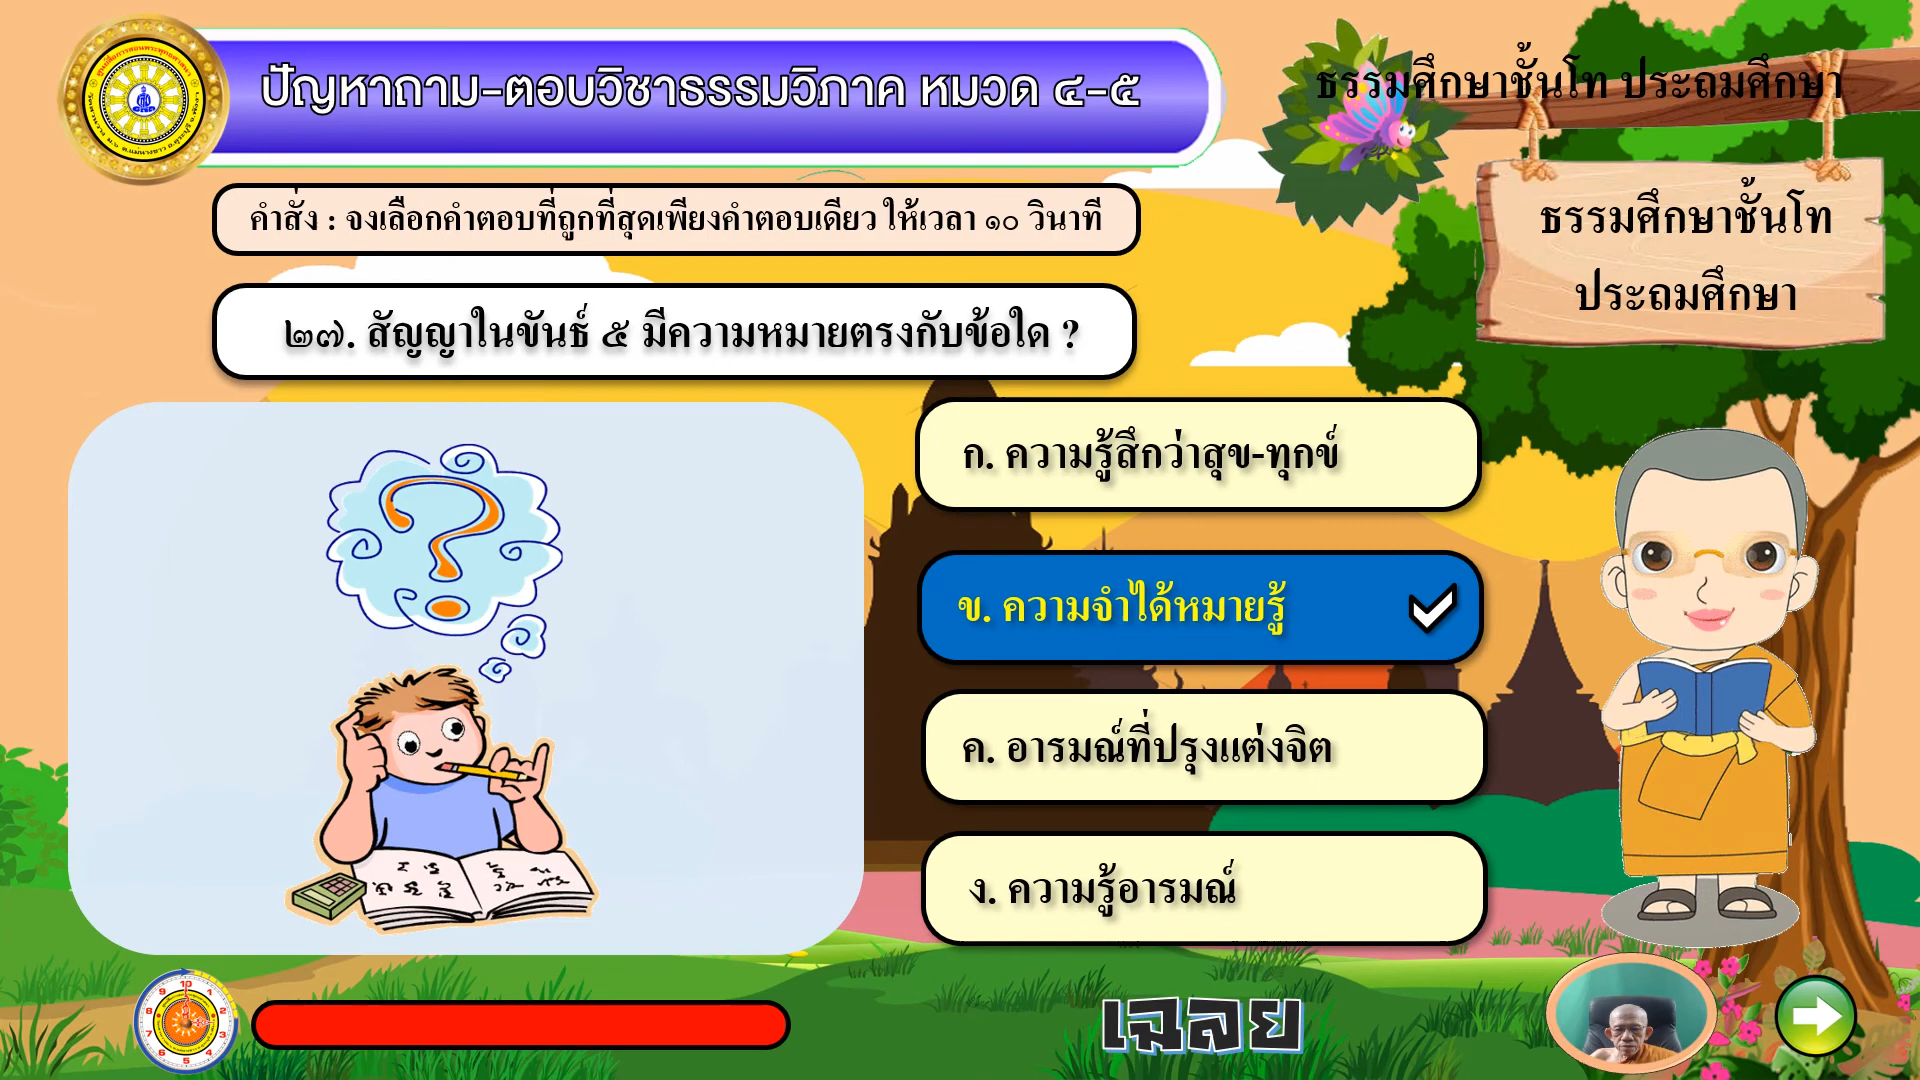 ปัญหาถาม-ตอบวิชาธรรมวิภาค หมวด ๔-๕
ธรรมศึกษาชั้นโท ประถมศึกษา
ธรรมศึกษาชั้นโท
ประถมศึกษา
คำสั่ง : จงเลือกคำตอบที่ถูกที่สุดเพียงคำตอบเดียว ให้เวลา ๑๐ วินาที
๒๗. สัญญาในขันธ์ ๕ มีความหมายตรงกับข้อใด ?
ก. ความรู้สึกว่าสุข-ทุกข์
ข. ความจำได้หมายรู้
ค. อารมณ์ที่ปรุงแต่งจิต
ง. ความรู้อารมณ์
เฉลย